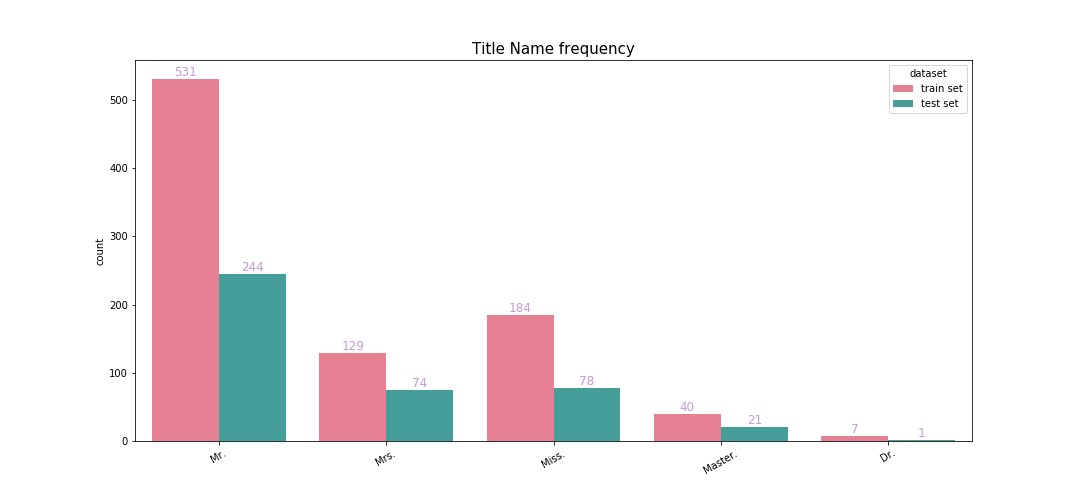 Title Name frequency
531
dataset
train set
test set
500
400
300
244
200
184
129
100
74
78
40
21
7
1
0
count
Mr.
Mrs.
Miss.
Master.
Dr.